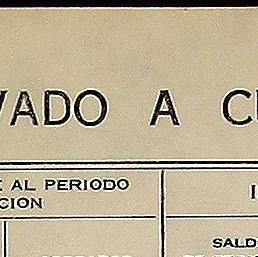 VADO A C
E AL PERIODO
CION
SALD